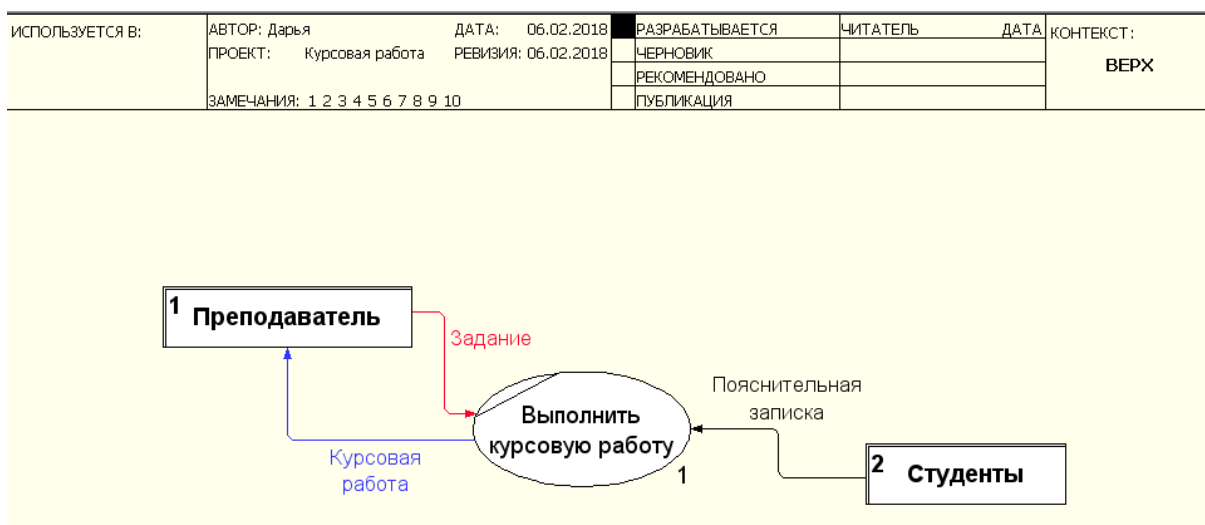 ИСПОЛЬЗУЕТСЯ В:
АВТОР: Дарья ДАТА: 06.02.2018
ПРОЕКТ: Курсовая работа РЕВИЗИЯ: 06.02.2018
ЗАМЕЧАНИЯ: 1 2 3 4 5 6 7 8 9 10
РАЗРАБАТЫВАЕТСЯ
ЧЕРНОВИК
РЕКОМЕНДОВАНО
ПУБЛИКАЦИЯ
ЧИТАТЕЛЬ ДАТА
КОНТЕКСТ:
ВЕРХ
1 Преподаватель
Задание
Пояснительная
записка
Выполнить
курсовую работу
1
Курсовая
работа
2 Студенты